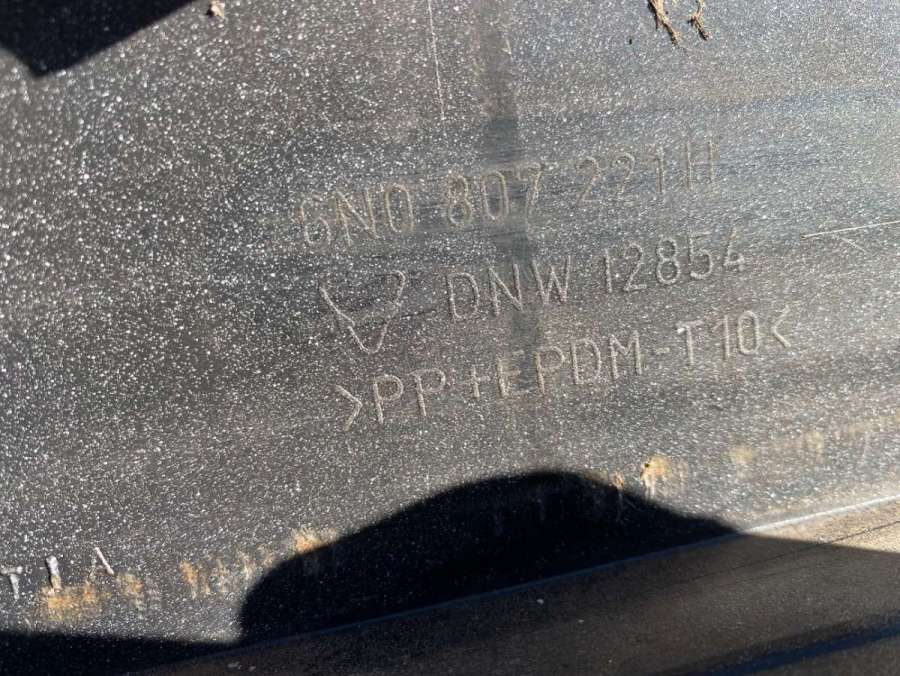 6N0 807 221 H
DNW 12854
>PP+EPDM-T10<